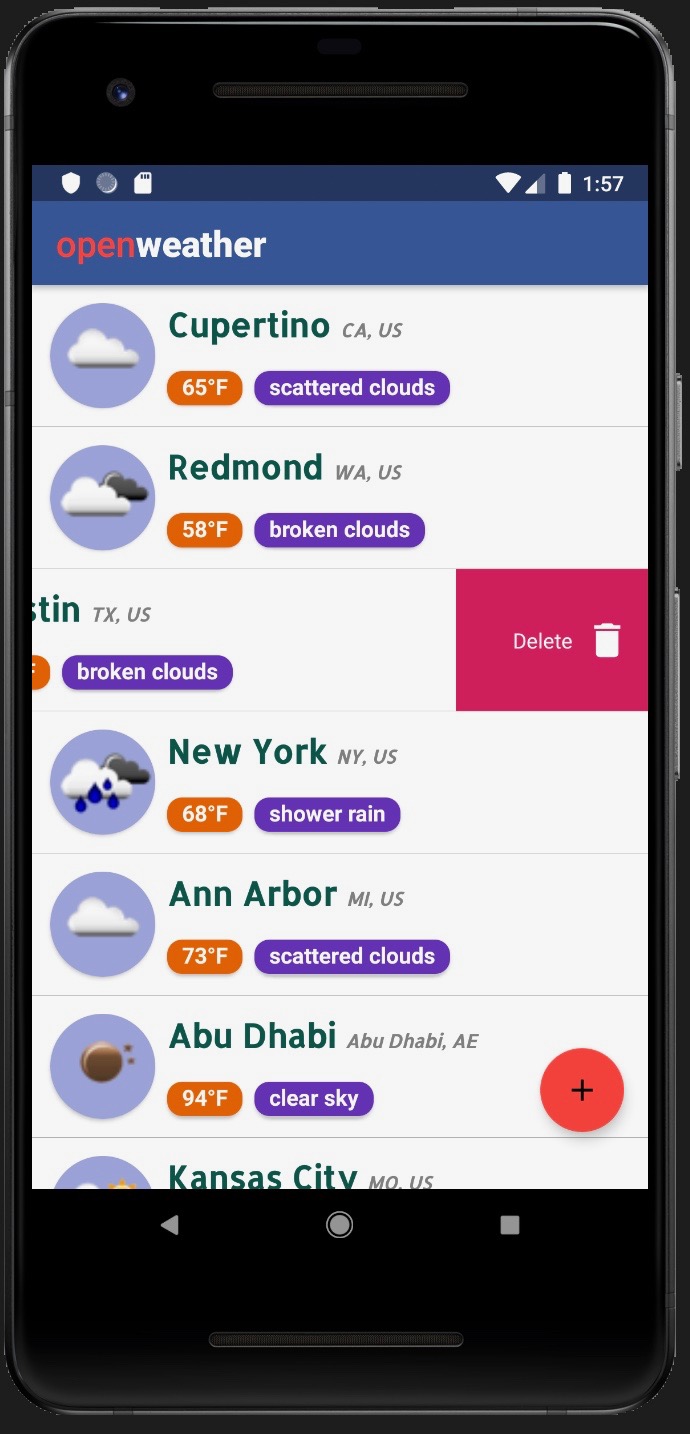 1:57
openweather
Cupertino CA, US
65°F scattered clouds
Redmond WA, US
58°F broken clouds
stin TX, US
F broken clouds
Delete
New York NY, US
68°F shower rain
Ann Arbor MI, US
73°F scattered clouds
Abu Dhabi Abu Dhabi, AE
94°F clear sky
+
Kansas City MO, US